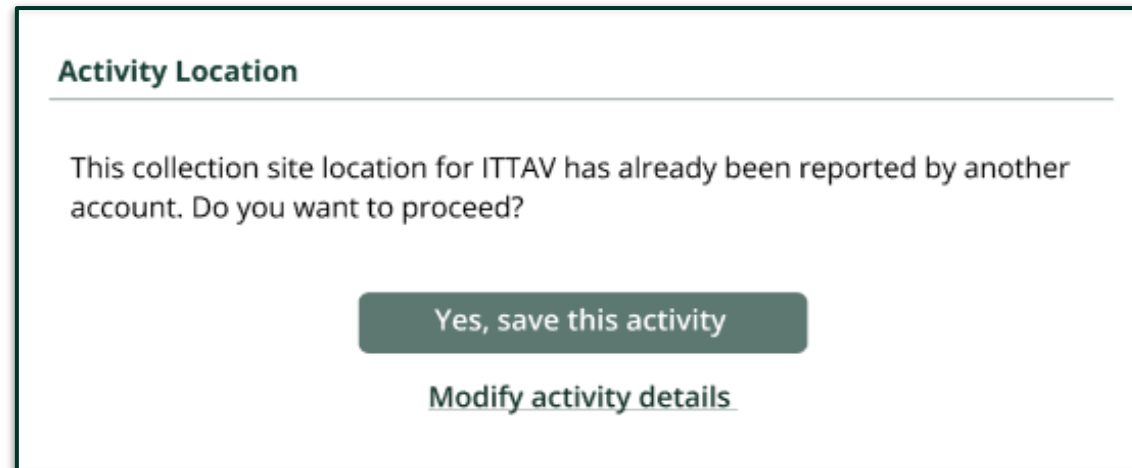 Activity Location
This collection site location for ITTAV has already been reported by another
account. Do you want to proceed?
Yes, save this activity
Modify activity details